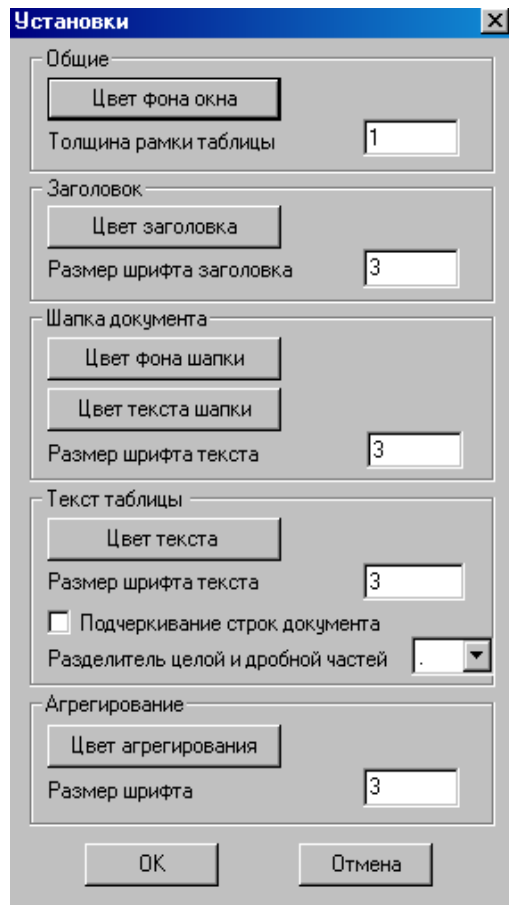 Установки
Общие
Цвет фона окна
Толщина рамки таблицы 1
Заголовок
Цвет заголовка
Размер шрифта заголовка 3
Шапка документа
Цвет фона шапки
Цвет текста шапки
Размер шрифта текста 3
Текст таблицы
Цвет текста
Размер шрифта текста 3
Подчеркивание строк документа
Разделитель целой и дробной частей .
Агрегирование
Цвет агрегирования
Размер шрифта 3
OK Отмена